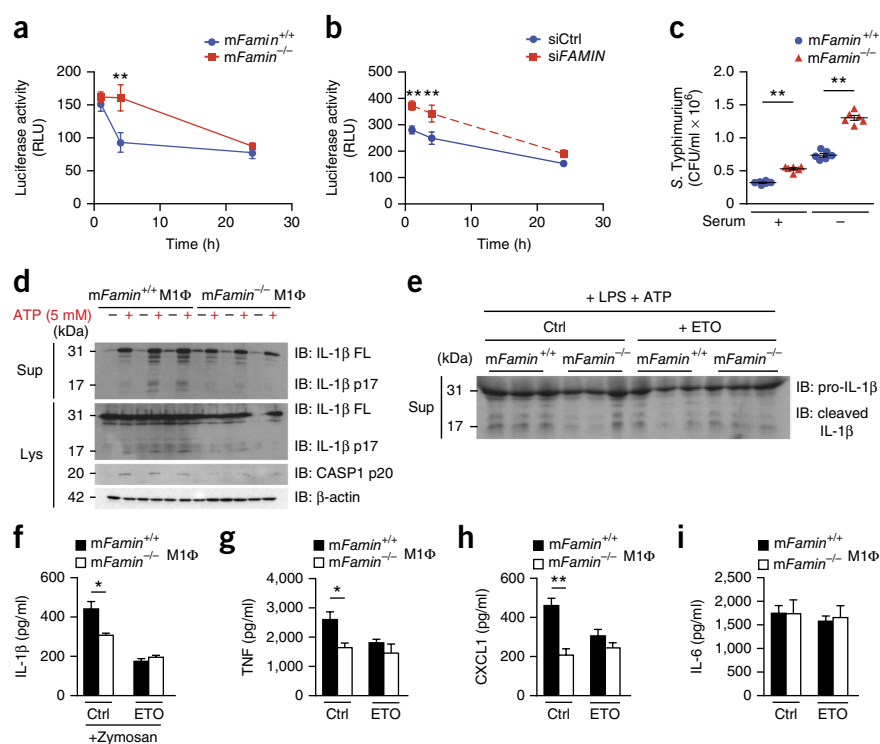 a
mFamin+/+
mFamin−/−
Luciferase activity
(RLU)
200
150
100
50
0
**
0 10 20 30
Time (h)
b
siCtrl
siFAMIN
Luciferase activity
(RLU)
500
400
300
200
100
0
** **
0 10 20 30
Time (h)
c
mFamin+/+
mFamin−/−
S. Typhimurium
(CFU/ml × 10⁶)
2.0
1.5
1.0
0.5
0
** **
Serum + −
d
mFamin+/+ M1Φ mFamin−/− M1Φ
ATP (5 mM) − + − + − + − + − + − +
(kDa)
Sup
31
17
IB: IL-1β FL
IB: IL-1β p17
Lys
31
17
20
42
IB: IL-1β FL
IB: IL-1β p17
IB: CASP1 p20
IB: β-actin
e
+ LPS + ATP
Ctrl + ETO
(kDa) mFamin+/+ mFamin−/− mFamin+/+ mFamin−/−
Sup
31
17
IB: pro-IL-1β
IB: cleaved
IL-1β
f
mFamin+/+
mFamin−/− M1Φ
IL-1β (pg/ml)
600
400
200
0
*
Ctrl ETO
+Zymosan
g
mFamin+/+
mFamin−/− M1Φ
TNF (pg/ml)
4,000
3,000
2,000
1,000
0
*
Ctrl ETO
h
mFamin+/+
mFamin−/− M1Φ
CXCL1 (pg/ml)
600
400
200
0
**
Ctrl ETO
i
mFamin+/+
mFamin−/− M1Φ
IL-6 (pg/ml)
2,500
2,000
1,500
1,000
500
0
Ctrl ETO